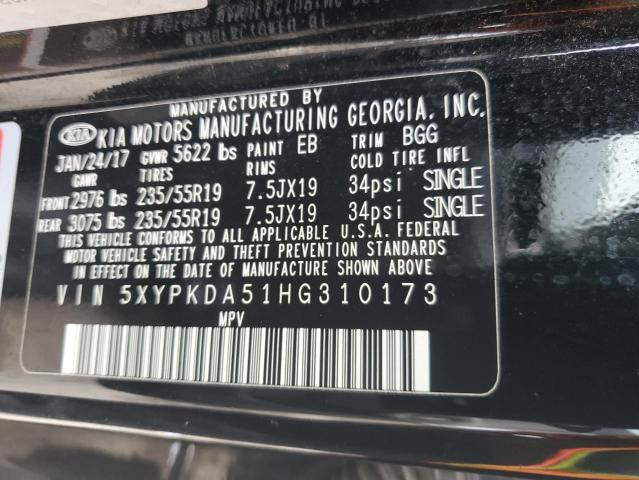 MANUFACTURED BY
KIA KIA MOTORS MANUFACTURING GEORGIA, INC.
JAN/24/17 GVWR 5622 lbs PAINT EB TRIM BGG
GAWR TIRES RIMS COLD TIRE INFL
FRONT 2976 lbs 235/55R19 7.5JX19 34psi SINGLE
REAR 3075 lbs 235/55R19 7.5JX19 34psi SINGLE
THIS VEHICLE CONFORMS TO ALL APPLICABLE U.S.A. FEDERAL
MOTOR VEHICLE SAFETY AND THEFT PREVENTION STANDARDS
IN EFFECT ON THE DATE OF MANUFACTURE SHOWN ABOVE.
VIN 5XYPKDA51HG310173
MPV